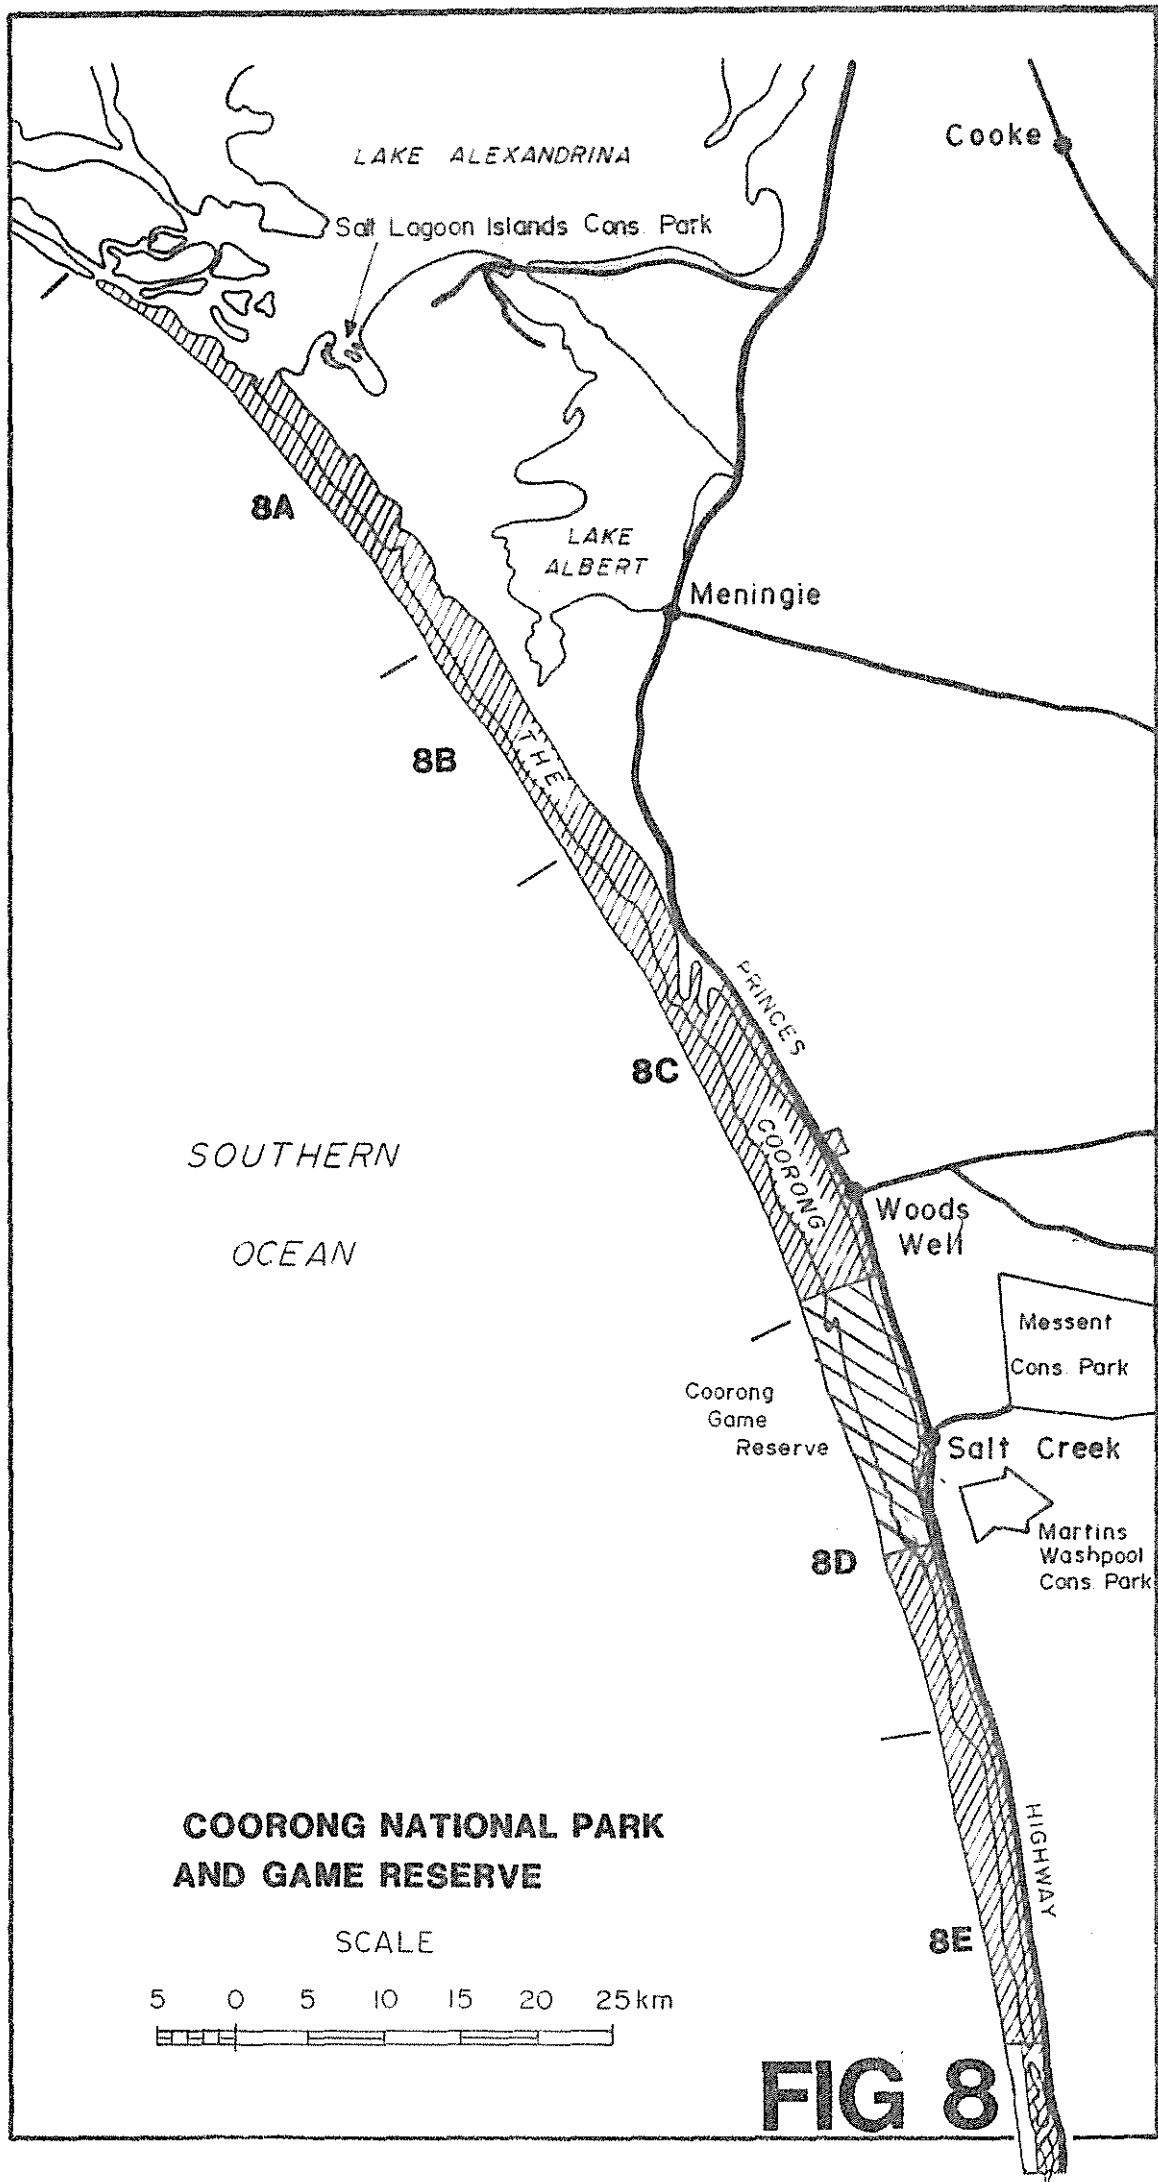 Cooke
LAKE ALEXANDRINA
Salt Lagoon Islands Cons. Park
8A
LAKE
ALBERT
Meningie
8B
THE
PRINCES
8C
COORONG
SOUTHERN
OCEAN
Woods
Well
Messent
Cons. Park
Coorong
Game
Reserve
Salt Creek
Martins
Washpool
Cons. Park
8D
HIGHWAY
COORONG NATIONAL PARK
AND GAME RESERVE
8E
SCALE
5 0 5 10 15 20 25 km
FIG 8